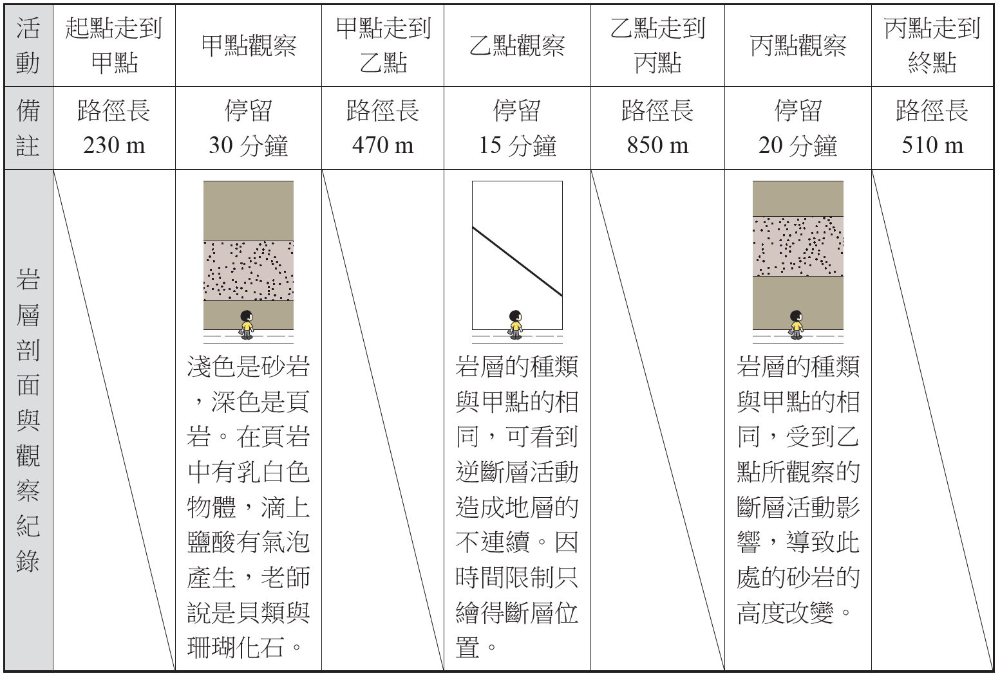 活動
起點走到
甲點
甲點觀察
甲點走到
乙點
乙點觀察
乙點走到
丙點
丙點觀察
丙點走到
終點
備註
路徑長
230 m
停留
30 分鐘
路徑長
470 m
停留
15 分鐘
路徑長
850 m
停留
20 分鐘
路徑長
510 m
岩層剖面與觀察紀錄
淺色是砂岩
，深色是頁
岩。在頁岩
中有乳白色
物體，滴上
鹽酸有氣泡
產生，老師
說是貝類與
珊瑚化石。
岩層的種類
與甲點的相
同，可看到
逆斷層活動
造成地層的
不連續。因
時間限制只
繪得斷層位
置。
岩層的種類
與甲點的相
同，受到乙
點所觀察的
斷層活動影
響，導致此
處的砂岩的
高度改變。